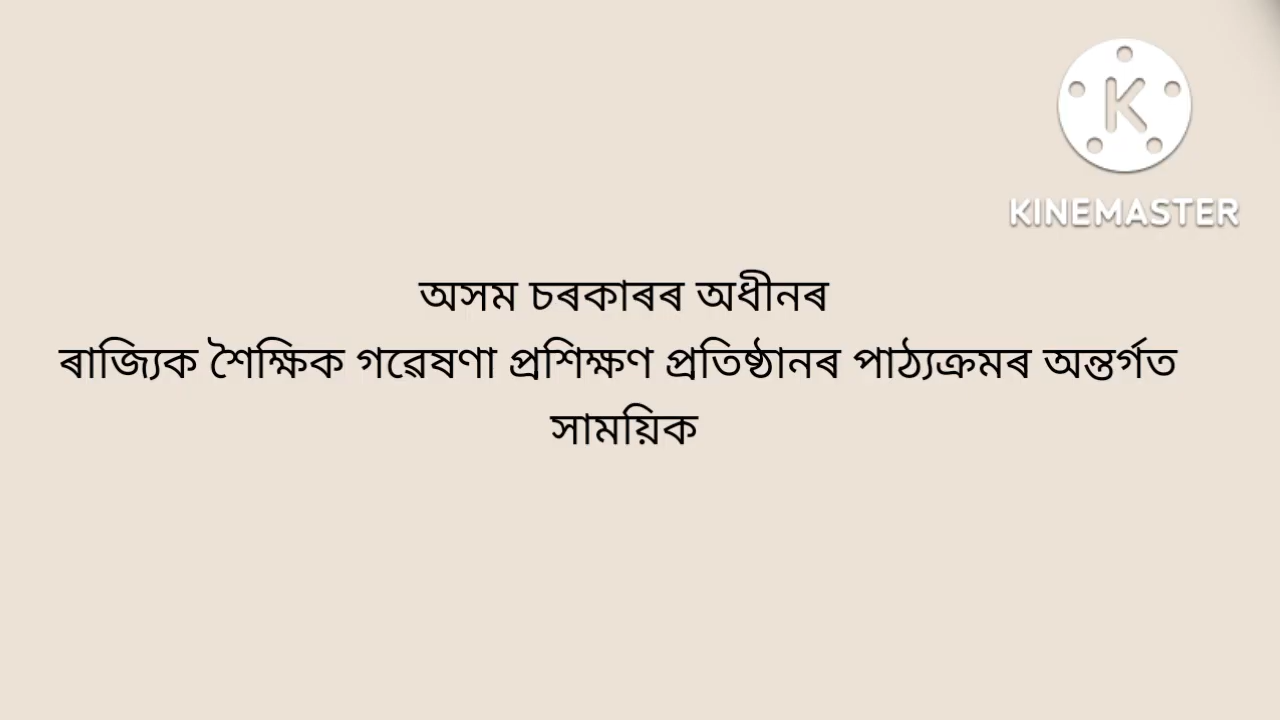 KINEMASTER
অসম চৰকাৰৰ অধীনৰ
ৰাজ্যিক শৈক্ষিক গৱেষণা প্ৰশিক্ষণ প্ৰতিষ্ঠানৰ পাঠ্যক্ৰমৰ অন্তৰ্গত
সাময়িক